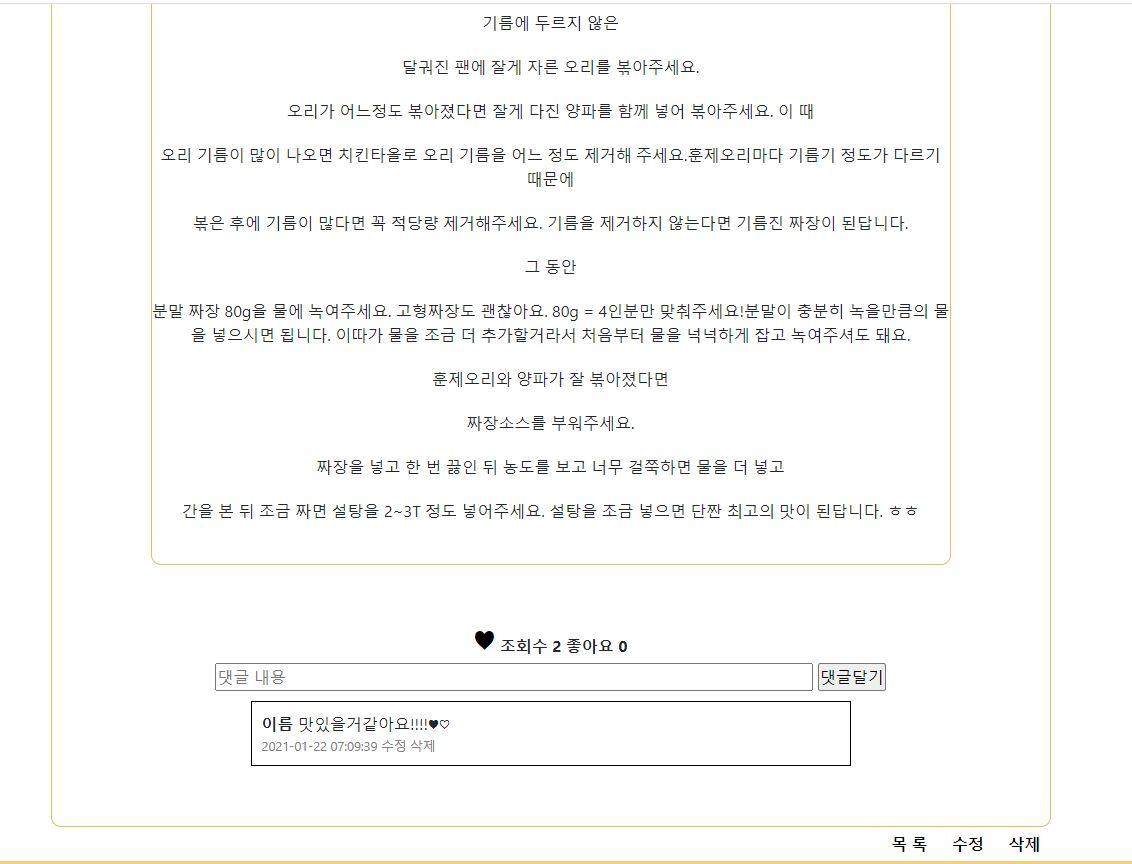 기름에 두르지 않은
달궈진 팬에 잘게 자른 오리를 볶아주세요.
오리가 어느정도 볶아졌다면 잘게 다진 양파를 함께 넣어 볶아주세요. 이 때
오리 기름이 많이 나오면 치킨타올로 오리 기름을 어느 정도 제거해 주세요.훈제오리마다 기름기 정도가 다르기
때문에
볶은 후에 기름이 많다면 꼭 적당량 제거해주세요. 기름을 제거하지 않는다면 기름진 짜장이 된답니다.
그 동안
분말 짜장 80g을 물에 녹여주세요. 고형짜장도 괜찮아요. 80g = 4인분만 맞춰주세요!분말이 충분히 녹을만큼의 물
을 넣으시면 됩니다. 이따가 물을 조금 더 추가할거라서 처음부터 물을 넉넉하게 잡고 녹여주셔도 돼요.
훈제오리와 양파가 잘 볶아졌다면
짜장소스를 부워주세요.
짜장을 넣고 한 번 끓인 뒤 농도를 보고 너무 걸쭉하면 물을 더 넣고
간을 본 뒤 조금 짜면 설탕을 2~3T 정도 넣어주세요. 설탕을 조금 넣으면 단짠 최고의 맛이 된답니다. ㅎㅎ
♥ 조회수 2 좋아요 0
댓글 내용 댓글달기
이름 맛있을거같아요!!!!♥♡
2021-01-22 07:09:39 수정 삭제
목 록 수정 삭제